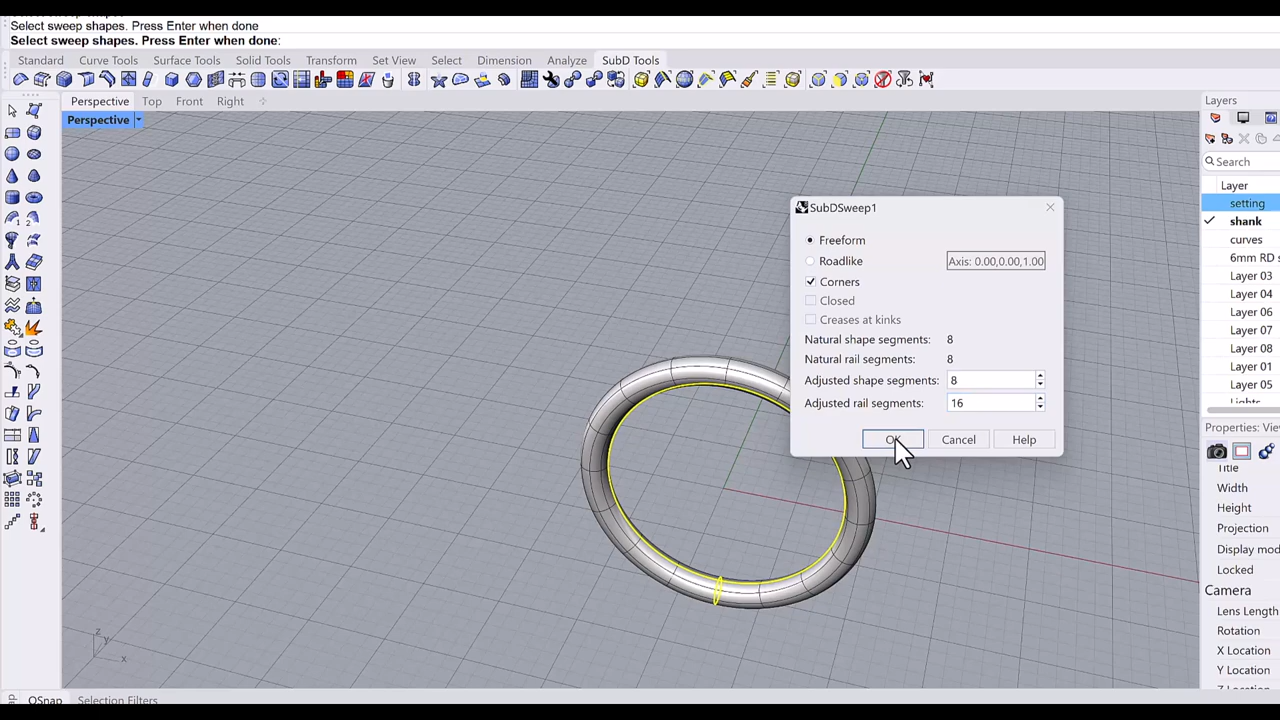 Select sweep shapes. Press Enter when done
Select sweep shapes. Press Enter when done:
Standard Curve Tools Surface Tools Solid Tools Transform Set View Select Dimension Analyze SubD Tools
Perspective Top Front Right
Perspective
Layers
Search
Layer
setting
shank
curves
6mm RD s
Layer 03
Layer 04
Layer 06
Layer 07
Layer 08
Layer 01
Layer 05
Lights
SubDSweep1
Freeform
Roadlike Axis: 0.00,0.00,1.00
Corners
Closed
Creases at kinks
Natural shape segments: 8
Natural rail segments: 8
Adjusted shape segments: 8
Adjusted rail segments: 16
OK Cancel Help
Properties: View
Title
Width
Height
Projection
Display mod
Locked
Camera
Lens Length
Rotation
X Location
Y Location
z
y
x
OSnap Selection Filters